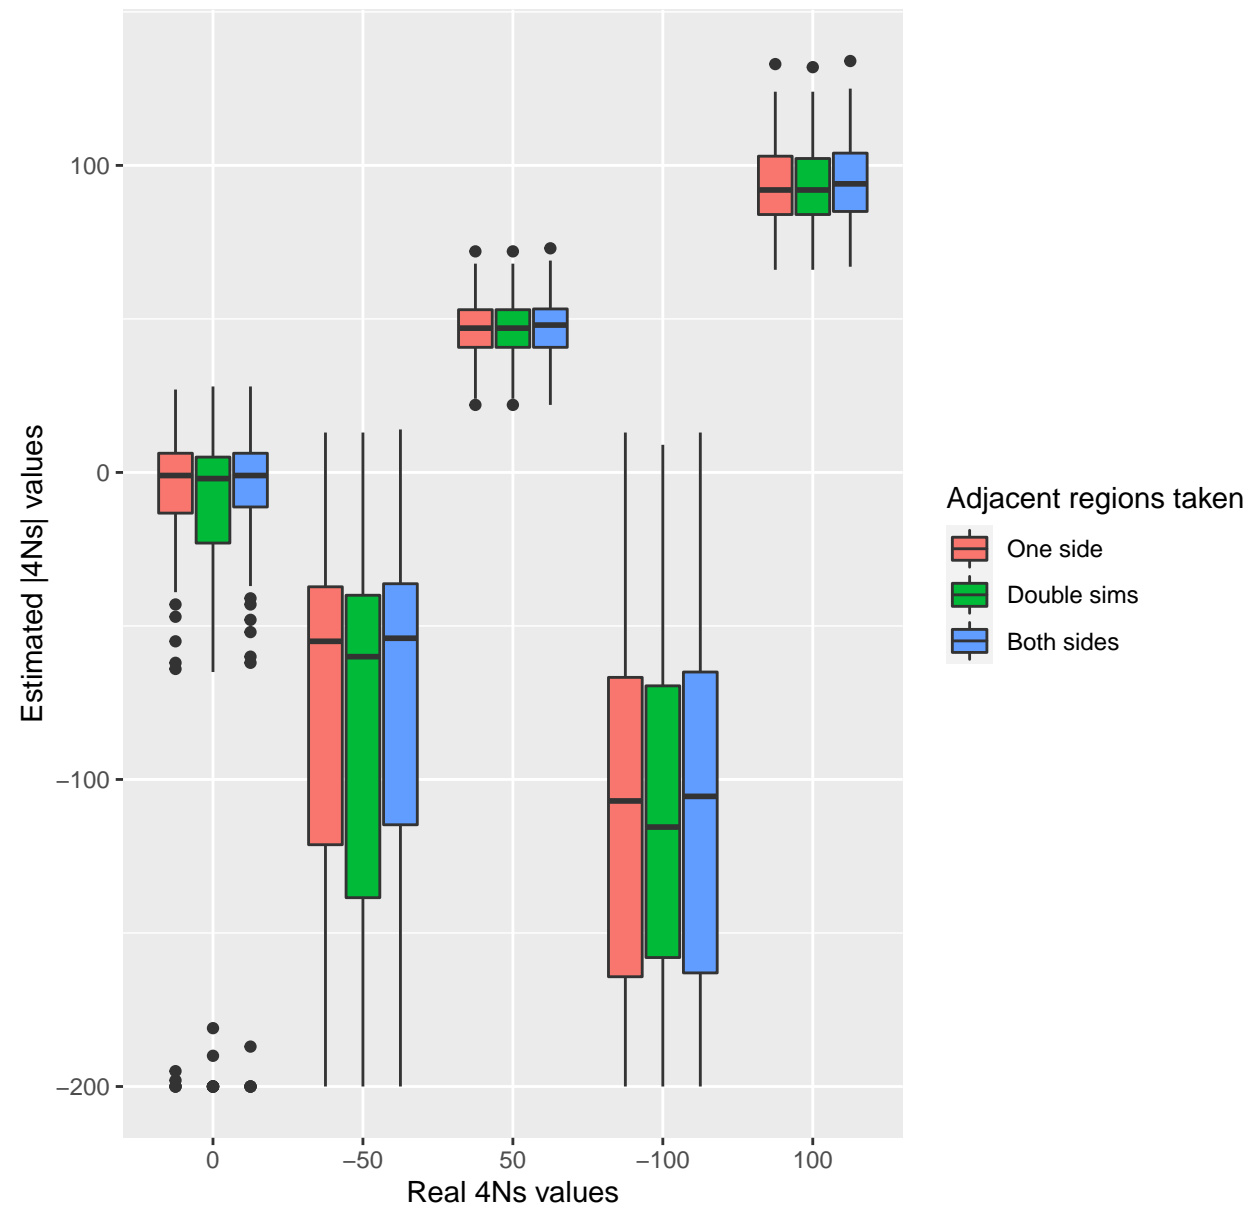 100
0
−100
−200
Estimated |4Ns| values
0
−50
50
−100
100
Real 4Ns values
Adjacent regions taken
One side
Double sims
Both sides